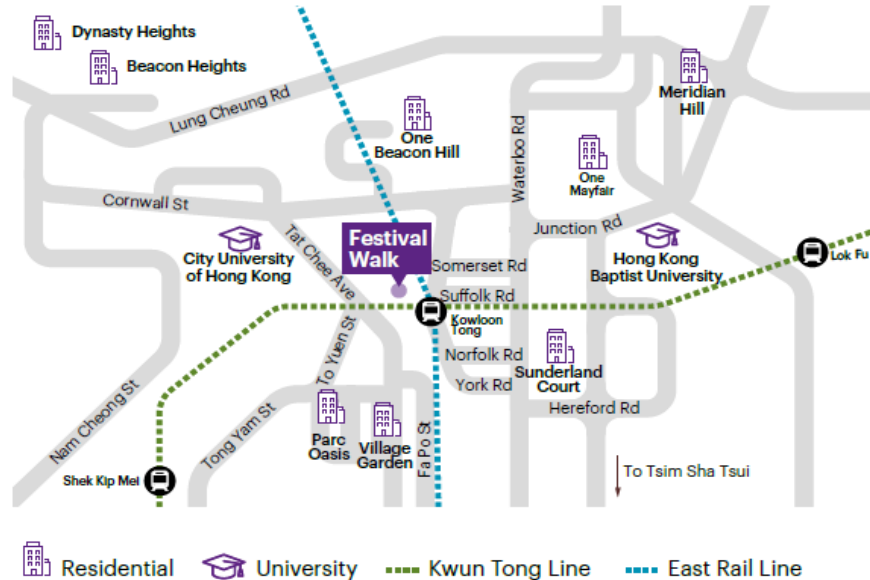 Dynasty Heights
Beacon Heights
Lung Cheung Rd
One
Beacon Hill
Waterloo Rd
Meridian
Hill
One
Mayfair
Cornwall St
City University
of Hong Kong
Tat Chee Ave
Festival
Walk
Junction Rd
Somerset Rd
Hong Kong
Baptist University
Lok Fu
Suffolk Rd
Kowloon
Tong
To Yuen St
Norfolk Rd
Sunderland
Court
York Rd
Hereford Rd
Nam Cheong St
Tong Yam St
Parc
Oasis
Village
Garden
Fa Po St
Shek Kip Mei
To Tsim Sha Tsui
Residential
University
Kwun Tong Line
East Rail Line